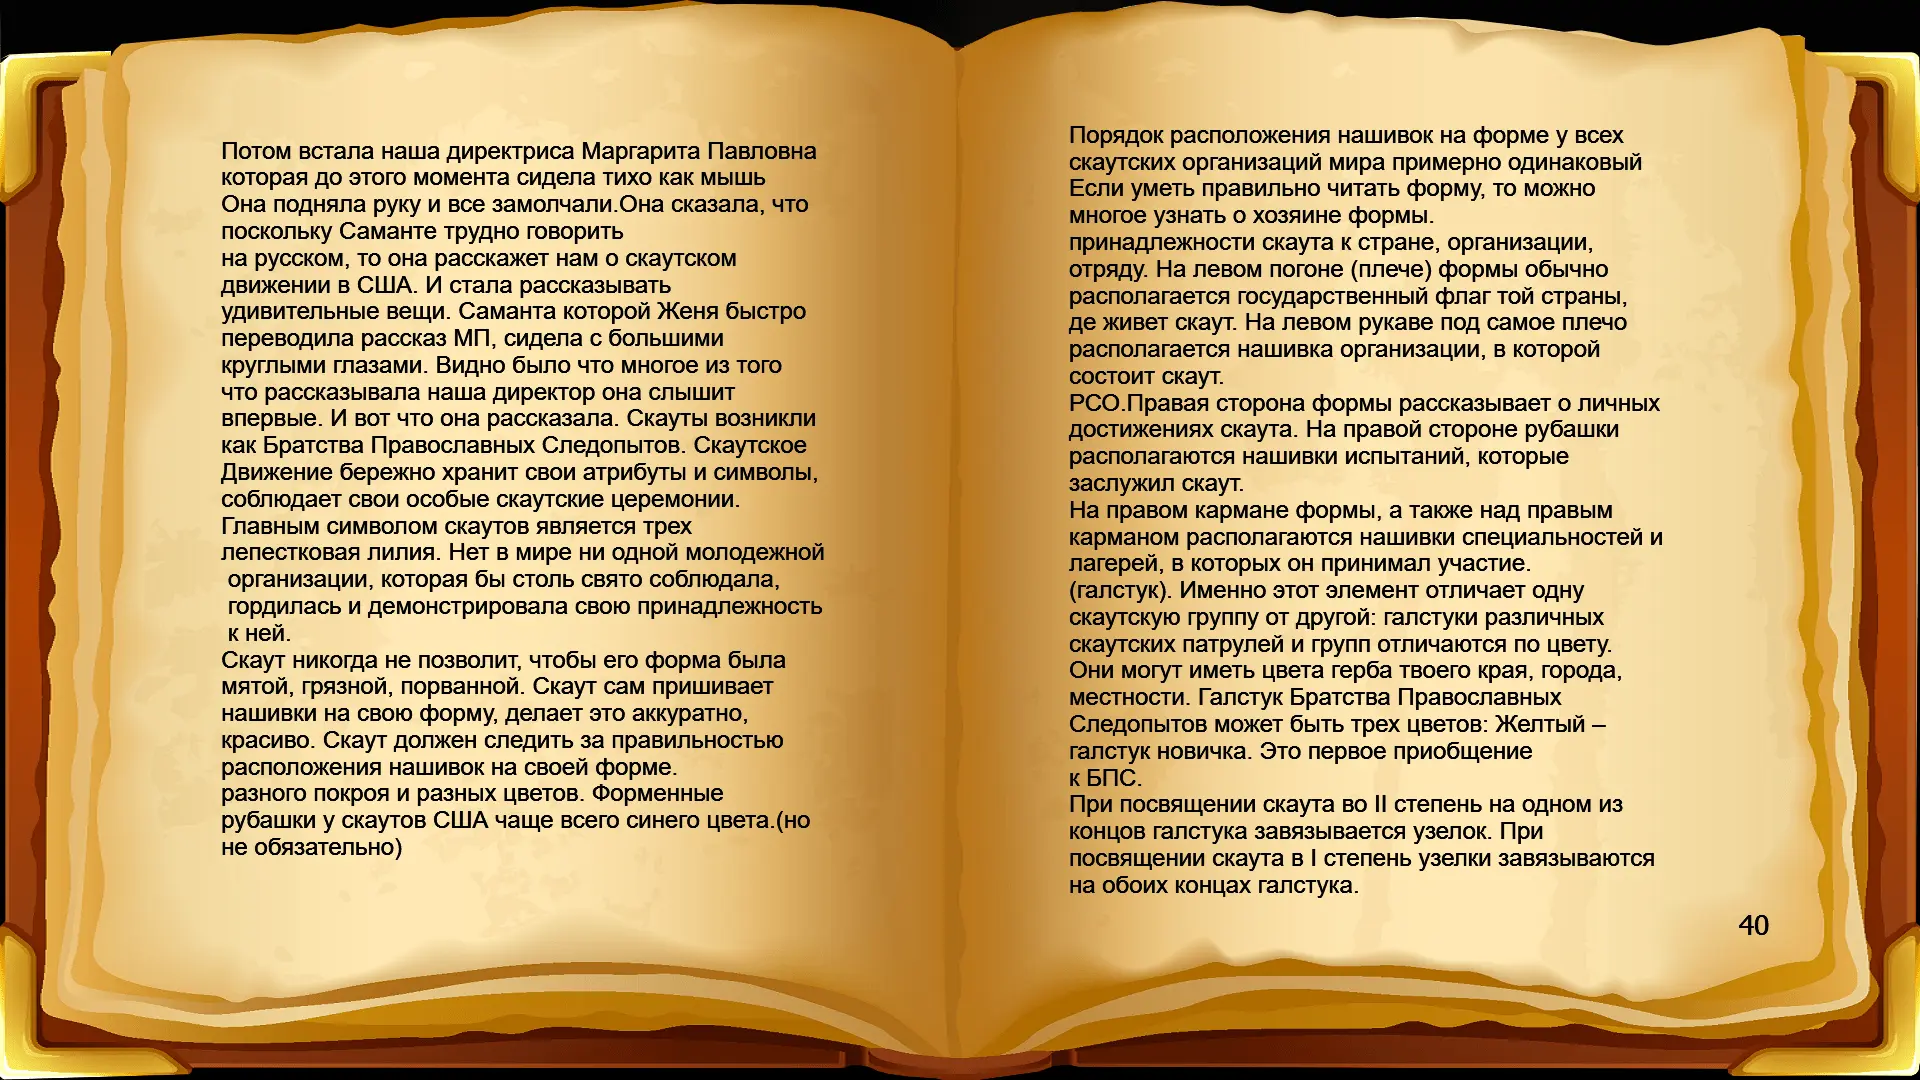 Потом встала наша директриса Маргарита Павловна
которая до этого момента сидела тихо как мышь
Она подняла руку и все замолчали.Она сказала, что
поскольку Саманте трудно говорить
на русском, то она расскажет нам о скаутском
движении в США. И стала рассказывать
удивительные вещи. Саманта которой Женя быстро
переводила рассказ МП, сидела с большими
круглыми глазами. Видно было что многое из того
что рассказывала наша директор она слышит
впервые. И вот что она рассказала. Скауты возникли
как Братства Православных Следопытов. Скаутское
Движение бережно хранит свои атрибуты и символы,
соблюдает свои особые скаутские церемонии.
Главным символом скаутов является трех
лепестковая лилия. Нет в мире ни одной молодежной
организации, которая бы столь свято соблюдала,
гордилась и демонстрировала свою принадлежность
к ней.
Скаут никогда не позволит, чтобы его форма была
мятой, грязной, порванной. Скаут сам пришивает
нашивки на свою форму, делает это аккуратно,
красиво. Скаут должен следить за правильностью
расположения нашивок на своей форме.
разного покроя и разных цветов. Форменные
рубашки у скаутов США чаще всего синего цвета.(но
не обязательно)
Порядок расположения нашивок на форме у всех
скаутских организаций мира примерно одинаковый
Если уметь правильно читать форму, то можно
многое узнать о хозяине формы.
принадлежности скаута к стране, организации,
отряду. На левом погоне (плече) формы обычно
располагается государственный флаг той страны,
де живет скаут. На левом рукаве под самое плечо
располагается нашивка организации, в которой
состоит скаут.
РСО.Правая сторона формы рассказывает о личных
достижениях скаута. На правой стороне рубашки
располагаются нашивки испытаний, которые
заслужил скаут.
На правом кармане формы, а также над правым
карманом располагаются нашивки специальностей и
лагерей, в которых он принимал участие.
(галстук). Именно этот элемент отличает одну
скаутскую группу от другой: галстуки различных
скаутских патрулей и групп отличаются по цвету.
Они могут иметь цвета герба твоего края, города,
местности. Галстук Братства Православных
Следопытов может быть трех цветов: Желтый –
галстук новичка. Это первое приобщение
к БПС.
При посвящении скаута во II степень на одном из
концов галстука завязывается узелок. При
посвящении скаута в I степень узелки завязываются
на обоих концах галстука.
40